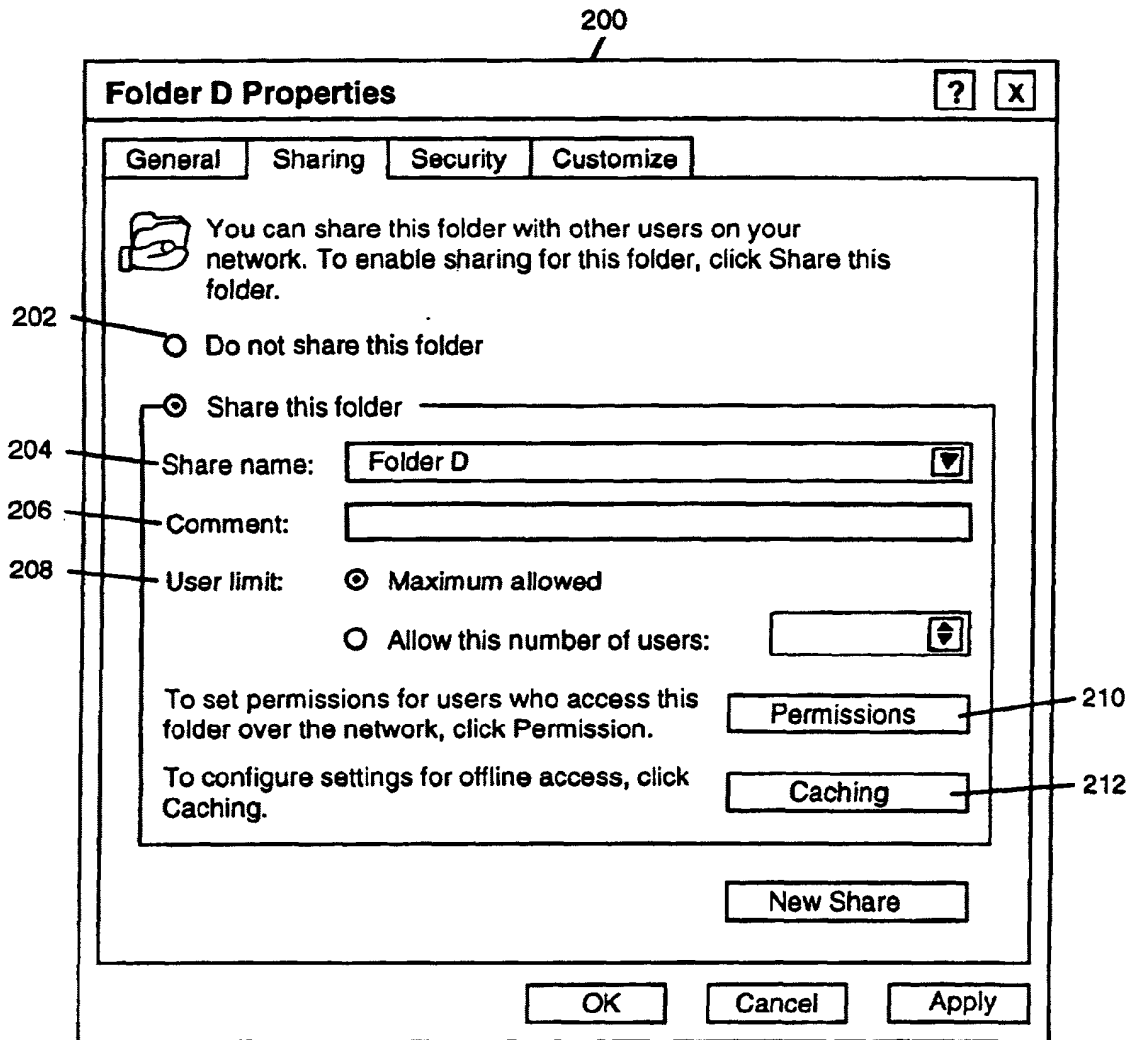 200
Folder D Properties ? X
General Sharing Security Customize
You can share this folder with other users on your
network. To enable sharing for this folder, click Share this
folder.
202
Do not share this folder
Share this folder
204 Share name: Folder D
206 Comment:
208 User limit: Maximum allowed
Allow this number of users:
To set permissions for users who access this
folder over the network, click Permission.
Permissions 210
To configure settings for offline access, click
Caching.
Caching 212
New Share
OK Cancel Apply